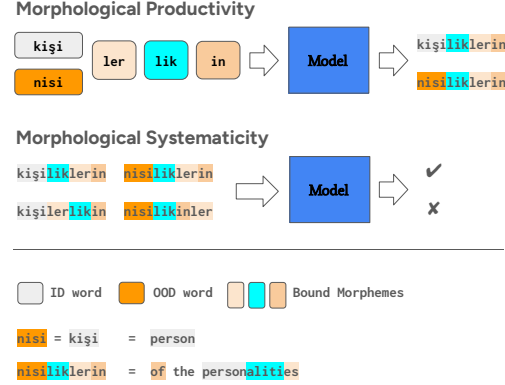 Morphological Productivity
kişi
ler lik in
nisi
Model
kişiliklerin
nisiliklerin
Morphological Systematicity
kişiliklerin nisiliklerin
Model
✔
kişilerlikin nisilikinler
✘
ID word OOD word Bound Morphemes
nisi = kişi = person
nisiliklerin = of the personalities